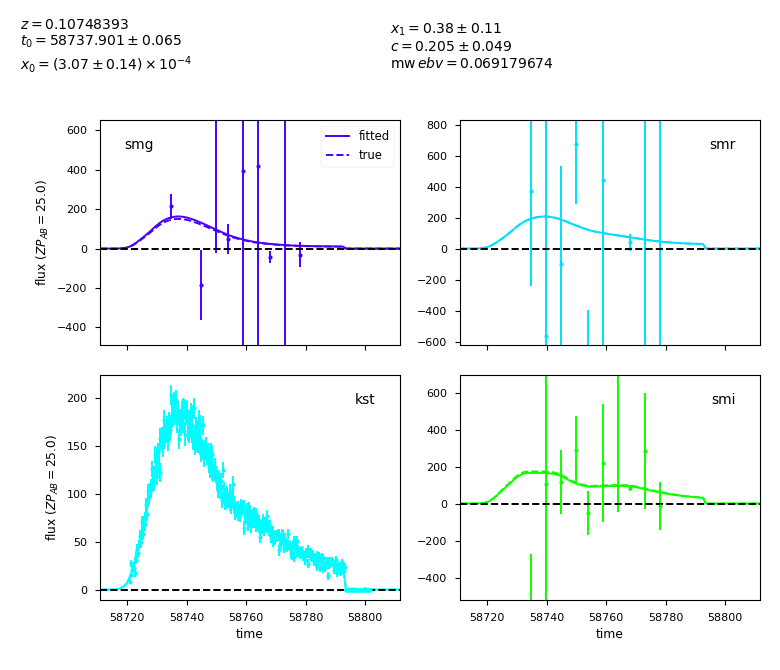 z = 0.10748393
t₀ = 58737.901 ± 0.065
x₀ = (3.07 ± 0.14) × 10⁻⁴
x₁ = 0.38 ± 0.11
c = 0.205 ± 0.049
mw ebv = 0.069179674
smg
fitted
true
600
400
200
0
−200
−400
flux (ZP_AB = 25.0)
smr
800
600
400
200
0
−200
−400
−600
kst
200
150
100
50
0
flux (ZP_AB = 25.0)
58720 58740 58760 58780 58800
time
smi
600
400
200
0
−200
−400
58720 58740 58760 58780 58800
time